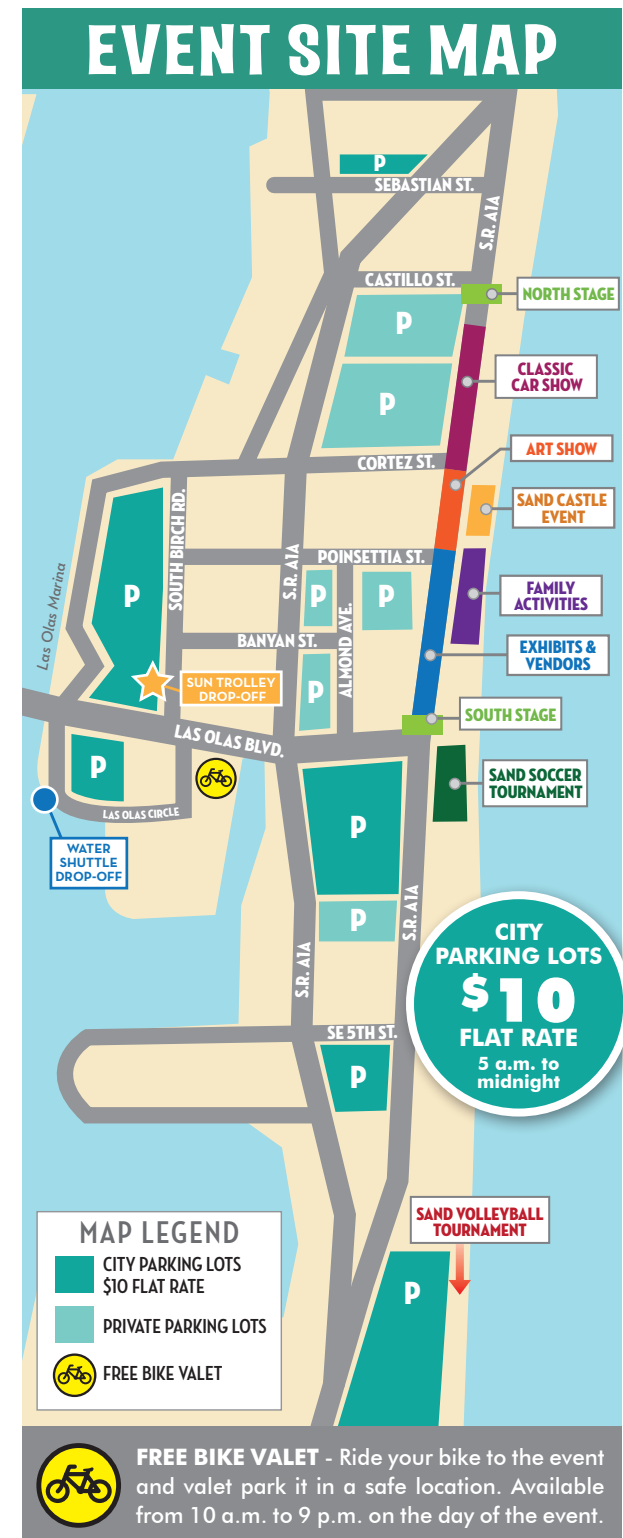 EVENT SITE MAP
P
SEBASTIAN ST.
S.R. A1A
CASTILLO ST.
NORTH STAGE
P
CLASSIC
CAR SHOW
P
ART SHOW
CORTEZ ST.
SAND CASTLE
EVENT
SOUTH BIRCH RD.
S.R. A1A
POINSETTIA ST.
Las Olas Marina
P
P
P
FAMILY
ACTIVITIES
ALMOND AVE.
BANYAN ST.
EXHIBITS &
VENDORS
P
SUN TROLLEY
DROP-OFF
SOUTH STAGE
LAS OLAS BLVD.
P
SAND SOCCER
TOURNAMENT
LAS OLAS CIRCLE
P
WATER
SHUTTLE
DROP-OFF
S.R. A1A
P
S.R. A1A
CITY
PARKING LOTS
$10
FLAT RATE
5 a.m. to
midnight
SE 5TH ST.
P
SAND VOLLEYBALL
TOURNAMENT
P
MAP LEGEND
CITY PARKING LOTS
$10 FLAT RATE
PRIVATE PARKING LOTS
FREE BIKE VALET
FREE BIKE VALET - Ride your bike to the event
and valet park it in a safe location. Available
from 10 a.m. to 9 p.m. on the day of the event.